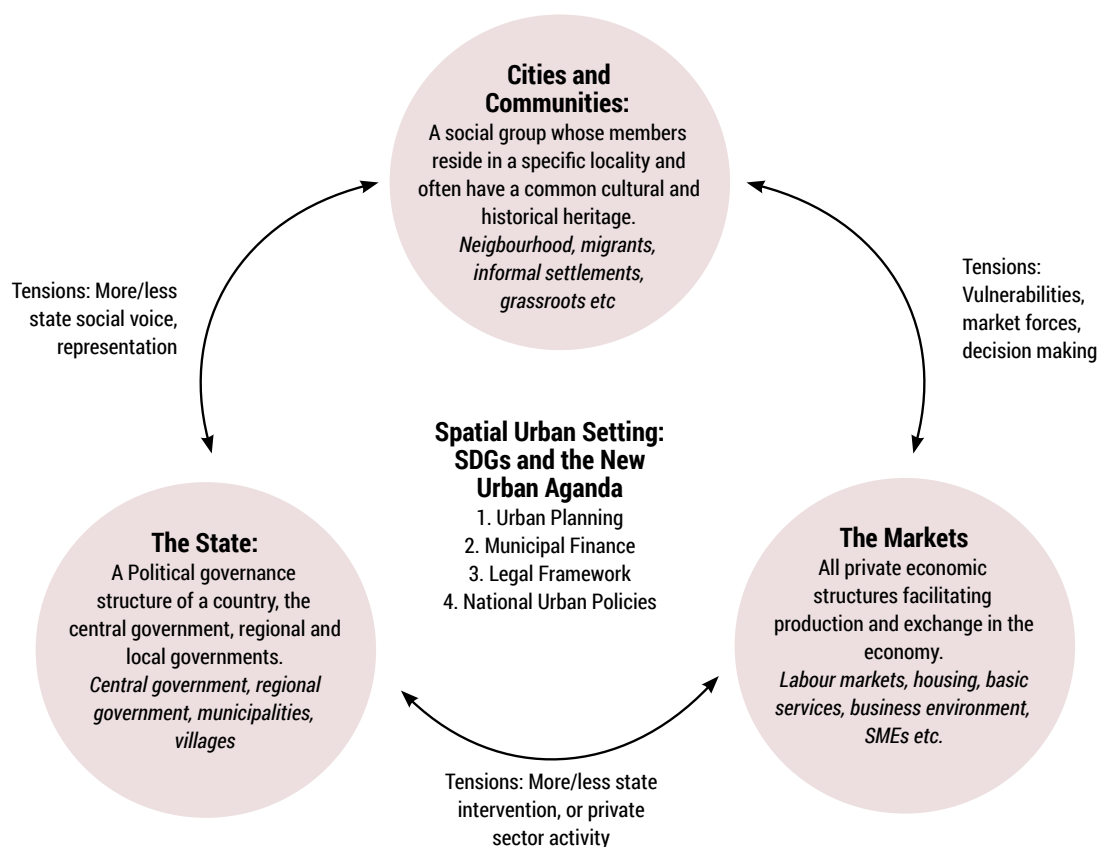 Cities and
Communities:
A social group whose members
reside in a specific locality and
often have a common cultural and
historical heritage.
Neigbourhood, migrants,
informal settlements,
grassroots etc
Tensions: More/less
state social voice,
representation
Tensions:
Vulnerabilities,
market forces,
decision making
Spatial Urban Setting:
SDGs and the New
Urban Aganda
1. Urban Planning
2. Municipal Finance
3. Legal Framework
4. National Urban Policies
The State:
A Political governance
structure of a country, the
central government, regional and
local governments.
Central government, regional
government, municipalities,
villages
The Markets
All private economic
structures facilitating
production and exchange in the
economy.
Labour markets, housing, basic
services, business environment,
SMEs etc.
Tensions: More/less state
intervention, or private
sector activity